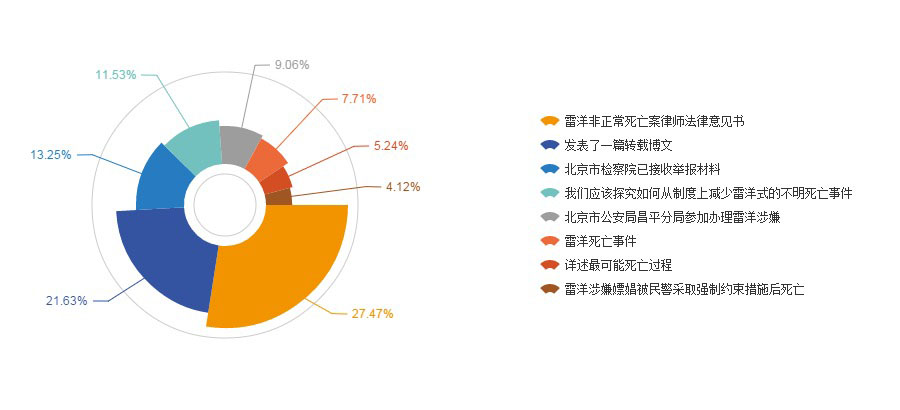 9.06%
11.53%
7.71%
5.24%
13.25%
4.12%
21.63%
27.47%
雷洋非正常死亡案律师法律意见书
发表了一篇转载博文
北京市检察院已接收举报材料
我们应该探究如何从制度上减少雷洋式的不明死亡事件
北京市公安局昌平分局参加办理雷洋涉嫌
雷洋死亡事件
详述最可能死亡过程
雷洋涉嫌嫖娼被民警采取强制约束措施后死亡